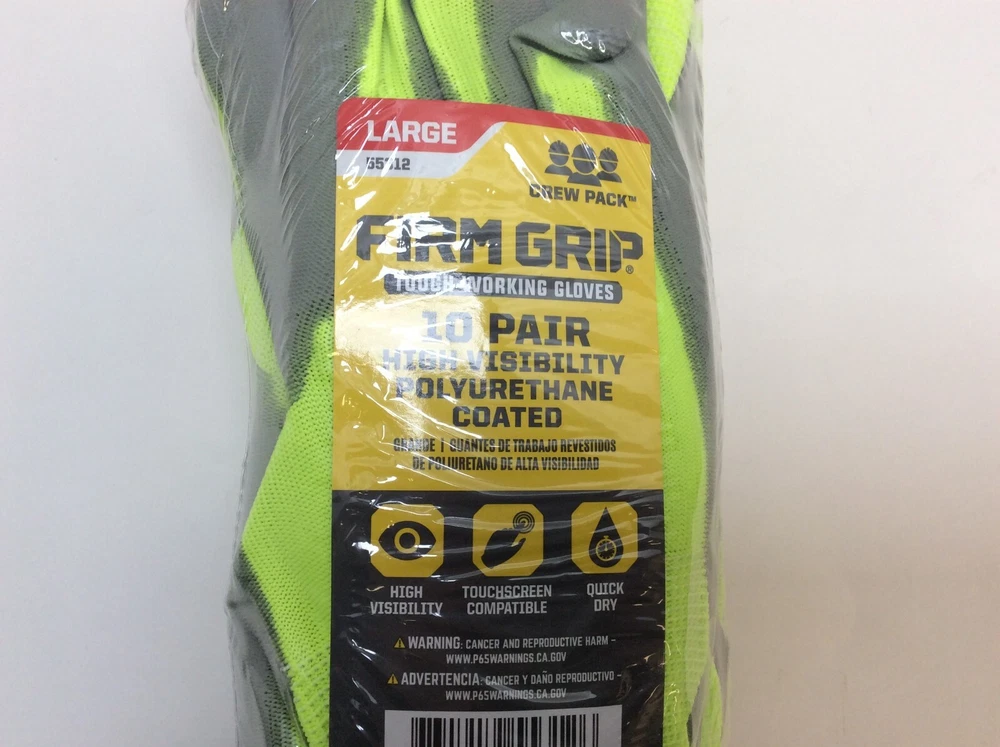 LARGE
CREW PACK™
FIRM GRIP®
TOUGH WORKING GLOVES
10 PAIR
HIGH VISIBILITY
POLYURETHANE
COATED
GRANDE | GUANTES DE TRABAJO REVESTIDOS
DE POLIURETANO DE ALTA VISIBILIDAD
HIGH
VISIBILITY
TOUCHSCREEN
COMPATIBLE
QUICK
DRY
WARNING: CANCER AND REPRODUCTIVE HARM –
WWW.P65WARNINGS.CA.GOV
ADVERTENCIA: CANCER Y DAÑO REPRODUCTIVO –
WWW.P65WARNINGS.CA.GOV